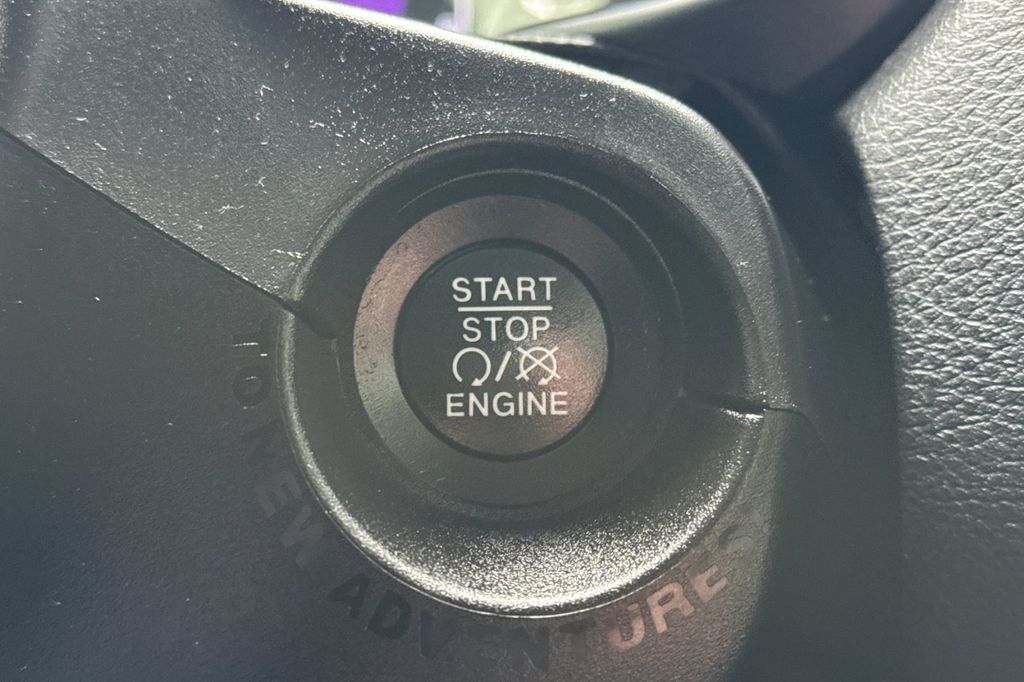 START
STOP
ENGINE
TO NEW ADVENTURES